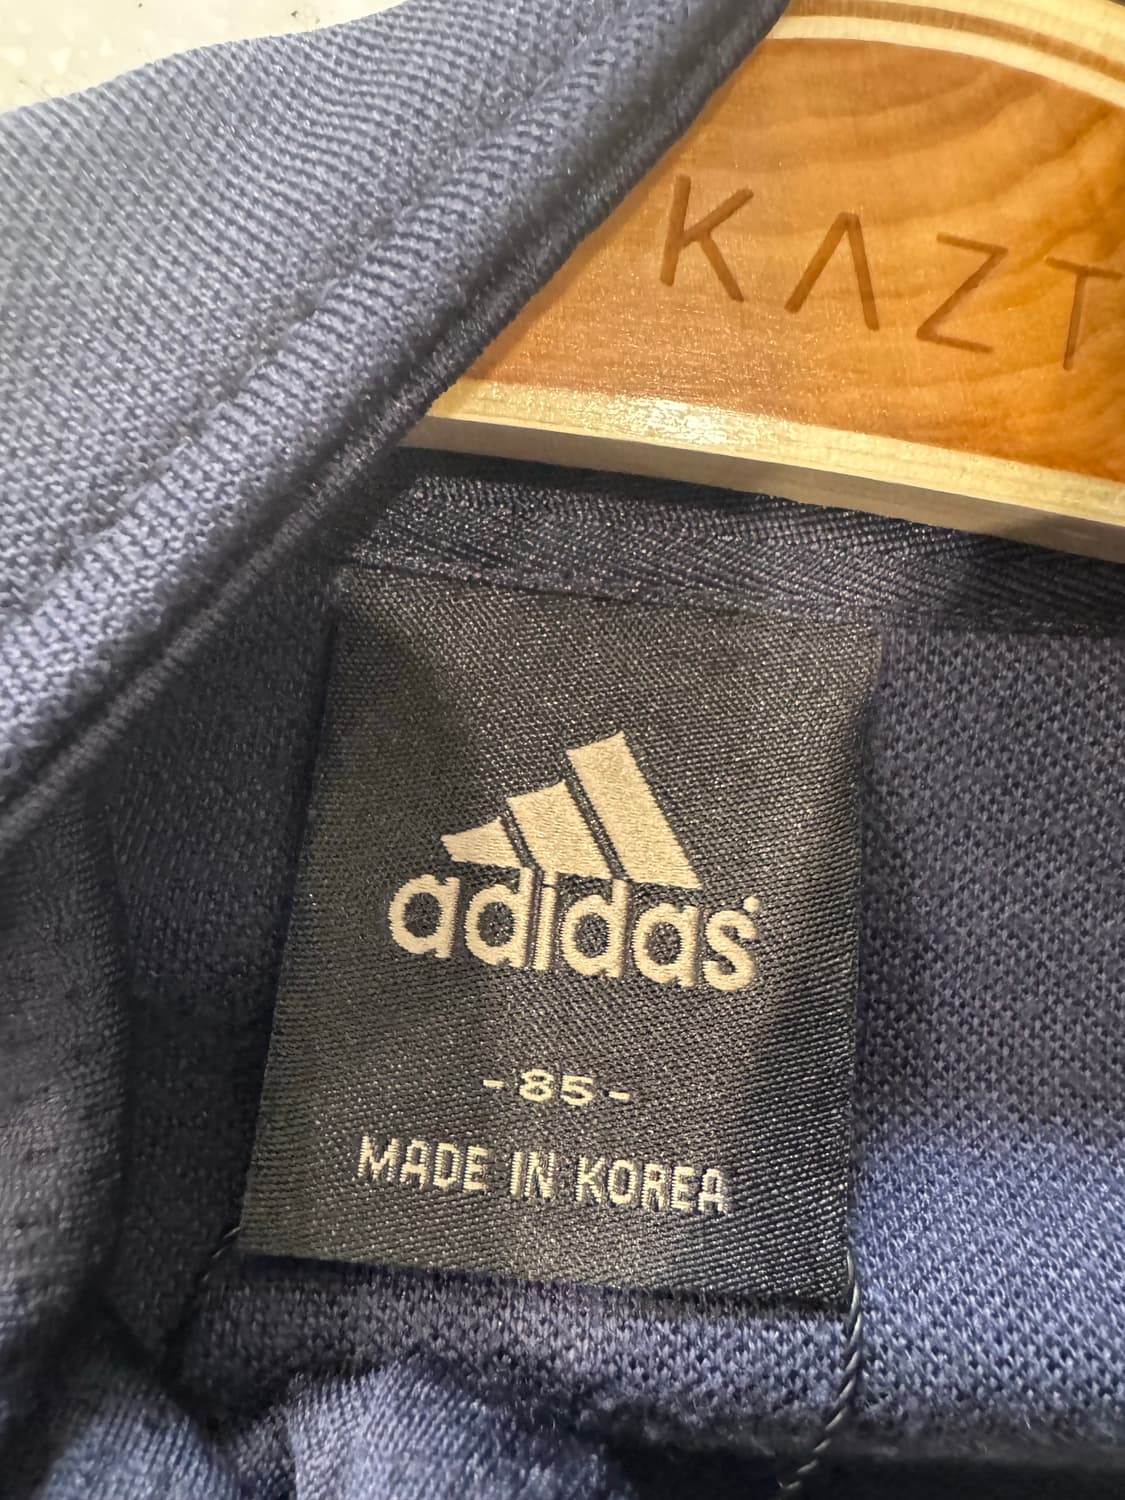 KAZT
adidas
-85-
MADE IN KOREA